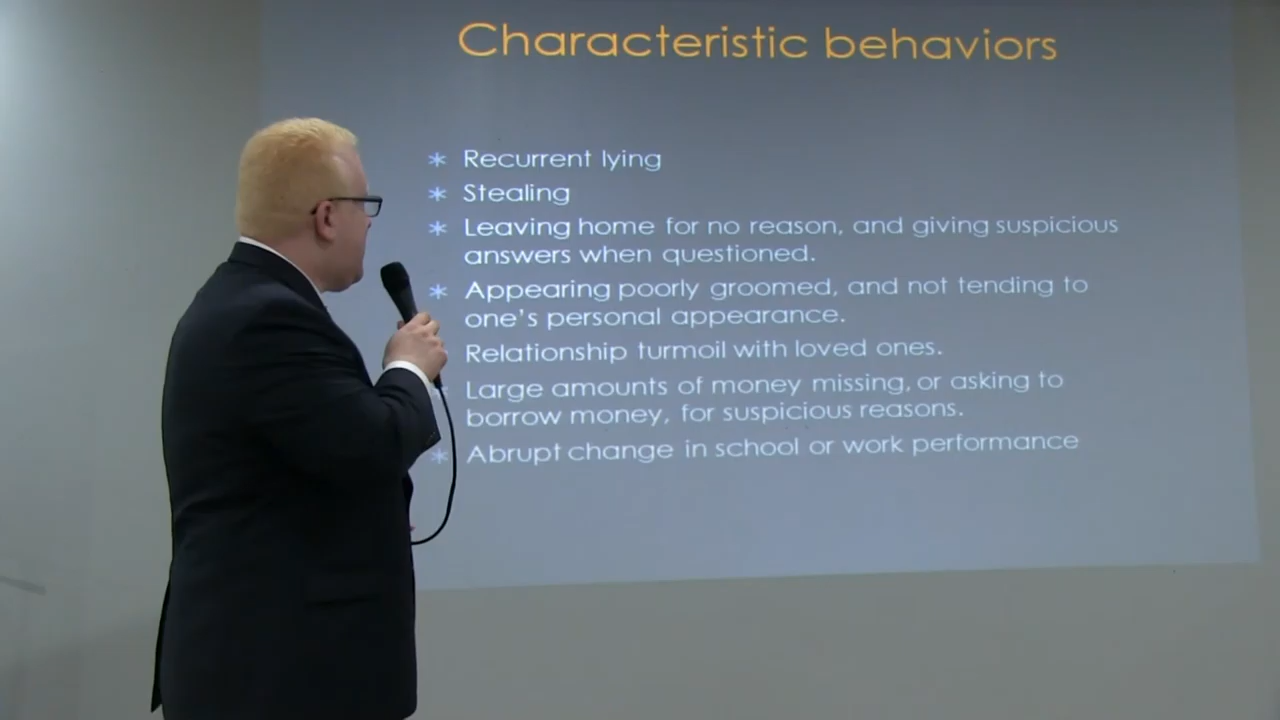 Characteristic behaviors
* Recurrent lying
* Stealing
* Leaving home for no reason, and giving suspicious
answers when questioned.
* Appearing poorly groomed, and not tending to
one's personal appearance.
Relationship turmoil with loved ones.
Large amounts of money missing, or asking to
borrow money, for suspicious reasons.
* Abrupt change in school or work performance